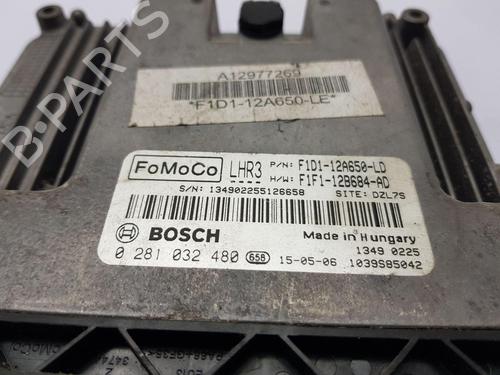 A12977269
*F1D1-12A650-LE*
FoMoCo LHR3 P/N: F1D1-12A650-LD
H/W: F1F1-12B684-AD
S/N: 134902255126658 SITE: DZL7S
BOSCH Made in Hungary
0 281 032 480 658 15-05-06 1349 0225
1039S85042
B-PARTS